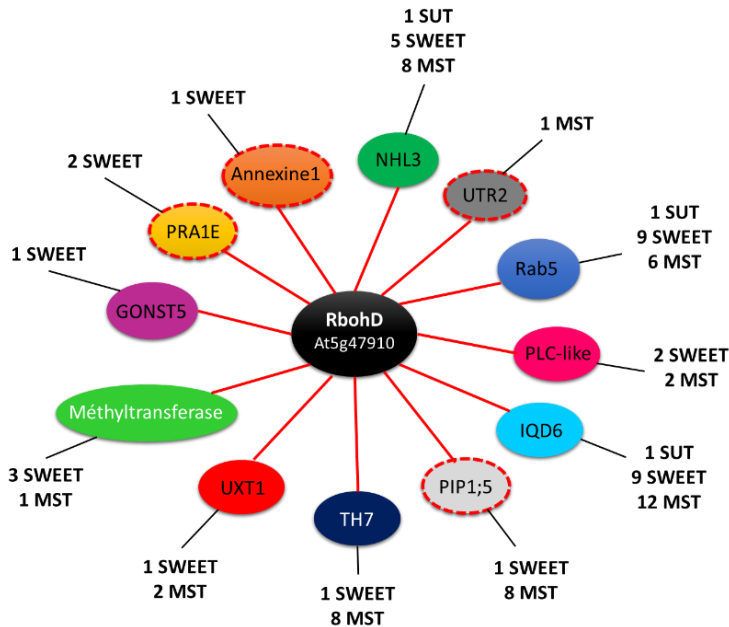 1 SUT
5 SWEET
8 MST
1 SWEET
NHL3
1 MST
2 SWEET
Annexine1
UTR2
PRA1E
1 SUT
9 SWEET
6 MST
1 SWEET
Rab5
GONST5
RbohD
At5g47910
PLC-like
2 SWEET
2 MST
Méthyltransferase
IQD6
1 SUT
9 SWEET
12 MST
3 SWEET
1 MST
UXT1
PIP1;5
TH7
1 SWEET
2 MST
1 SWEET
8 MST
1 SWEET
8 MST